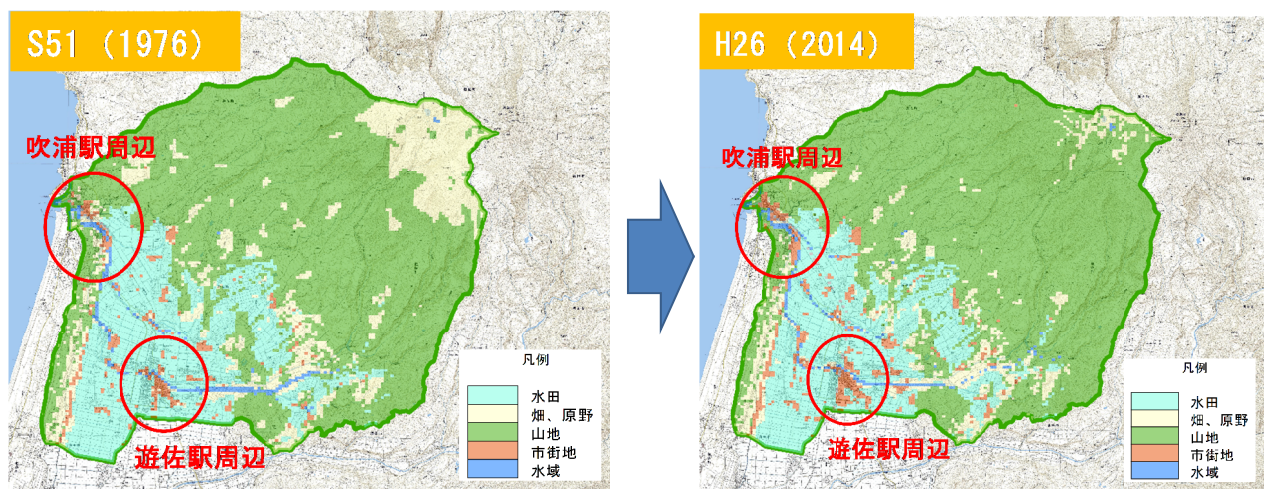 S51 (1976)
吹浦駅周辺
遊佐駅周辺
凡例
水田
畑、原野
山地
市街地
水域
H26 (2014)
吹浦駅周辺
遊佐駅周辺
凡例
水田
畑、原野
山地
市街地
水域